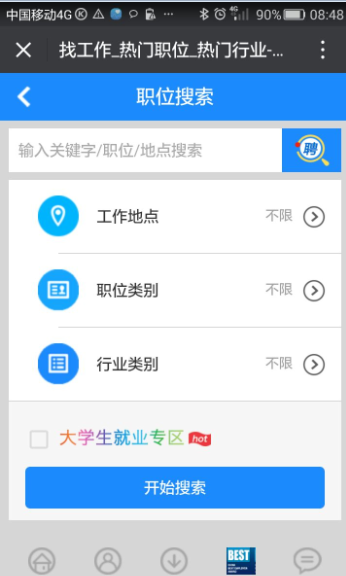 中国移动4G 90% 08:48
找工作_热门职位_热门行业-...
职位搜索
输入关键字/职位/地点搜索
聘
工作地点 不限
职位类别 不限
行业类别 不限
大学生就业专区 hot
开始搜索
BEST